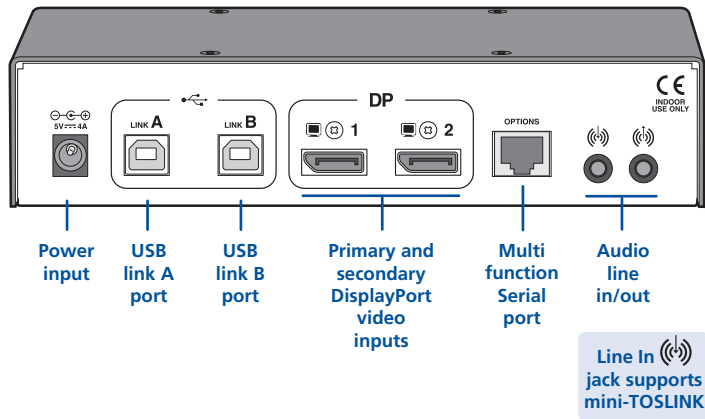 DP
CE
INDOOR
USE ONLY
5V 4A
LINK A
LINK B
1
2
OPTIONS
Power
input
USB
link A
port
USB
link B
port
Primary and
secondary
DisplayPort
video
inputs
Multi
function
Serial
port
Audio
line
in/out
Line In
jack supports
mini-TOSLINK